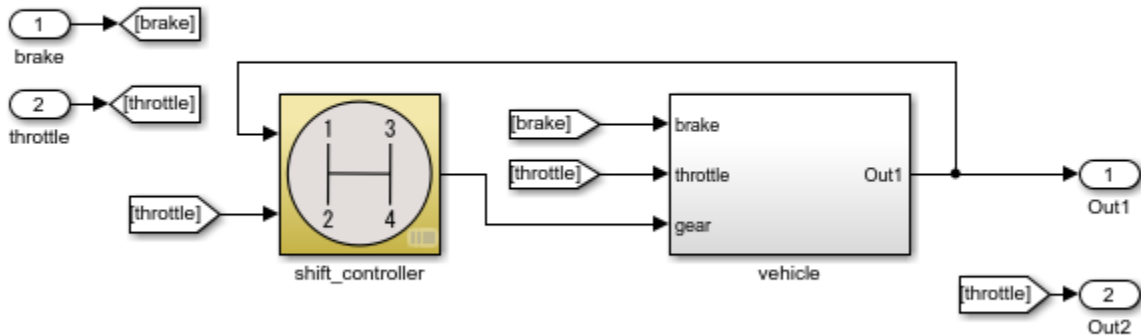 1
[brake]
brake
2
[throttle]
throttle
[throttle]
1 3
2 4
shift_controller
[brake]
[throttle]
brake
throttle
gear
Out1
vehicle
1
Out1
[throttle]
2
Out2